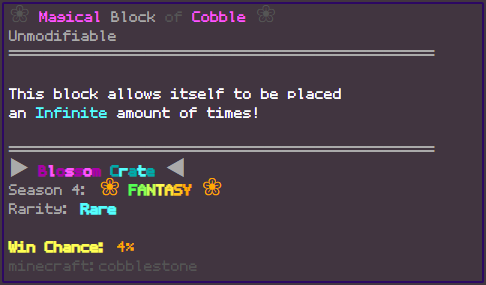 ❀ Magical Block of Cobble ❀
Unmodifiable
This block allows itself to be placed
an Infinite amount of times!
▶ Blossom Crate ◀
Season 4: ❀ FANTASY ❀
Rarity: Rare
Win Chance: 4%
minecraft:cobblestone